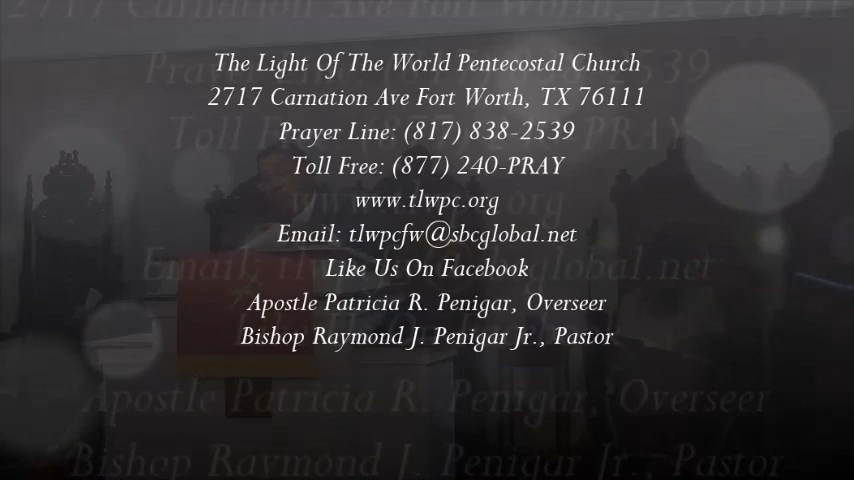 The Light Of The World Pentecostal Church
2717 Carnation Ave Fort Worth, TX 76111
Prayer Line: (817) 838-2539
Toll Free: (877) 240-PRAY
www.tlwpc.org
Email: tlwpcfw@sbcglobal.net
Like Us On Facebook
Apostle Patricia R. Penigar, Overseer
Bishop Raymond J. Penigar Jr., Pastor